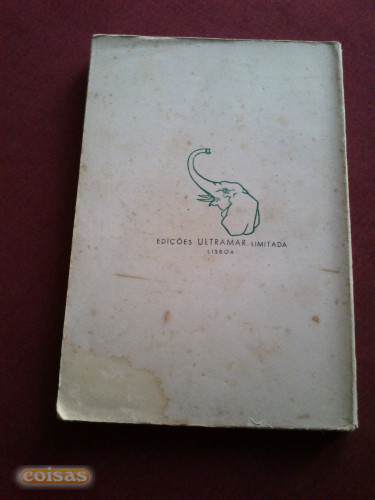 EDIÇÕES ULTRAMAR, LIMITADA
LISBOA
coisas